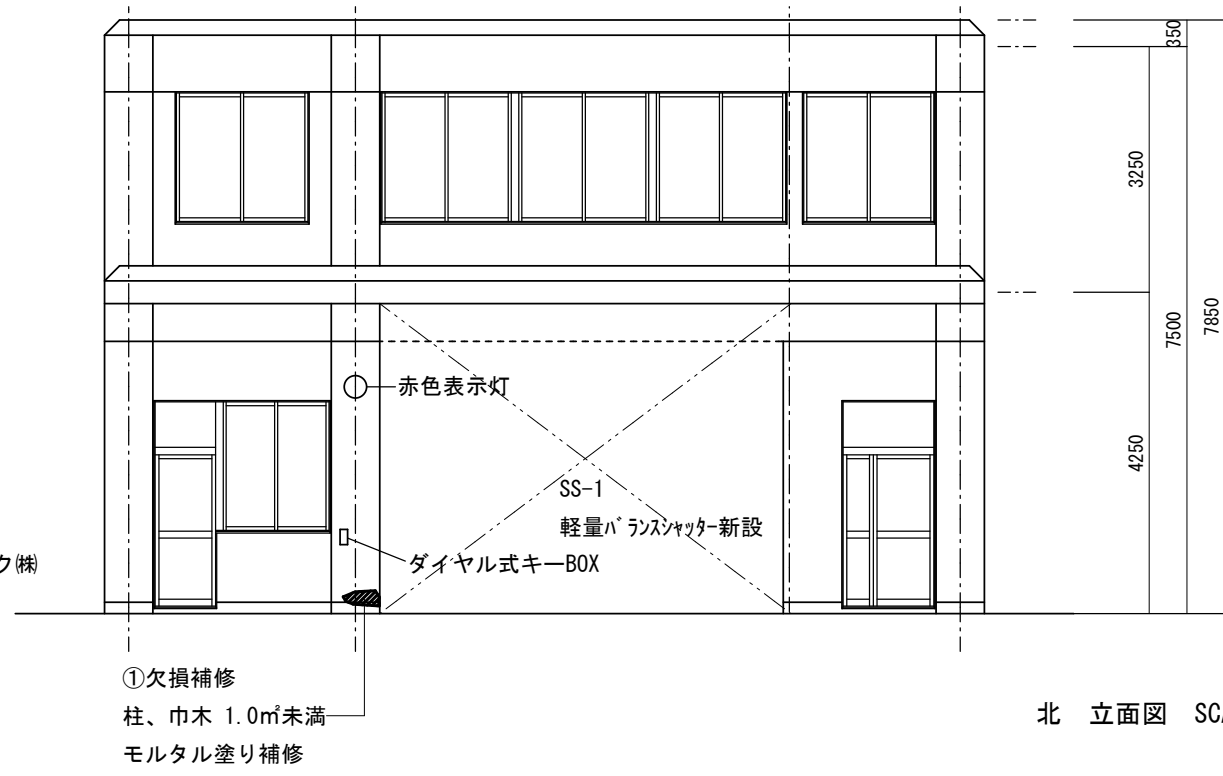 350
3250
7500
7850
4250
赤色表示灯
SS-1
軽量バランスシャッター新設
ダイヤル式キーBOX
ク㈱
①欠損補修
柱、巾木 1.0㎡未満
モルタル塗り補修
北 立面図 SCA